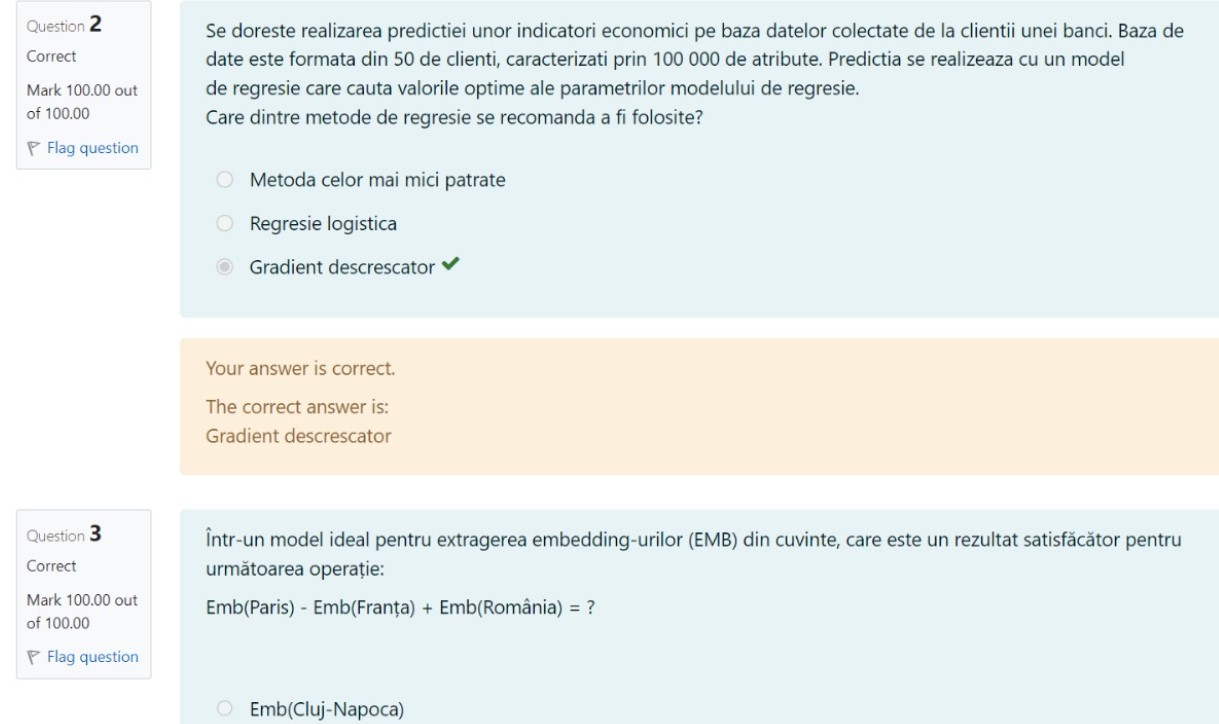 Question 2
Correct
Mark 100.00 out
of 100.00
Flag question
Se doreste realizarea predictiei unor indicatori economici pe baza datelor colectate de la clientii unei banci. Baza de
date este formata din 50 de clienti, caracterizati prin 100 000 de atribute. Predictia se realizeaza cu un model
de regresie care cauta valorile optime ale parametrilor modelului de regresie.
Care dintre metode de regresie se recomanda a fi folosite?
Metoda celor mai mici patrate
Regresie logistica
Gradient descrescator
Your answer is correct.
The correct answer is:
Gradient descrescator
Question 3
Correct
Mark 100.00 out
of 100.00
Flag question
Într-un model ideal pentru extragerea embedding-urilor (EMB) din cuvinte, care este un rezultat satisfăcător pentru
următoarea operație:
Emb(Paris) - Emb(Franța) + Emb(România) = ?
Emb(Cluj-Napoca)